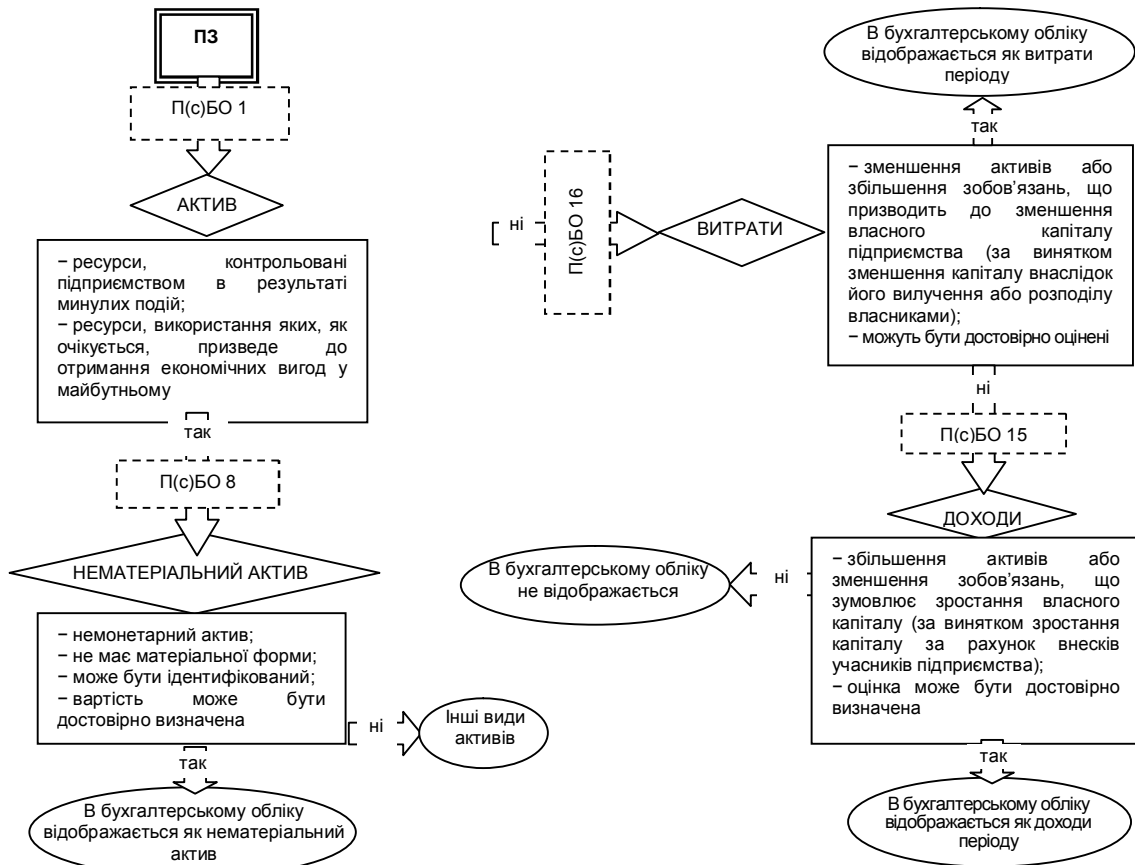 ПЗ
П(с)БО 1
АКТИВ
− ресурси, контрольовані
підприємством в результаті
минулих подій;
− ресурси, використання яких, як
очікується, призведе до
отримання економічних вигод у
майбутньому
так
П(с)БО 8
НЕМАТЕРІАЛЬНИЙ АКТИВ
− немонетарний актив;
− не має матеріальної форми;
− може бути ідентифікований;
− вартість може бути
достовірно визначена
ні
Інші види
активів
так
В бухгалтерському обліку
відображається як нематеріальний
актив
ні
П(с)БО 16
ВИТРАТИ
В бухгалтерському обліку
відображається як витрати
періоду
так
− зменшення активів або
збільшення зобов’язань, що
призводить до зменшення
власного капіталу
підприємства (за винятком
зменшення капіталу внаслідок
його вилучення або розподілу
власниками);
− можуть бути достовірно оцінені
ні
П(с)БО 15
ДОХОДИ
− збільшення активів або
зменшення зобов’язань, що
зумовлює зростання власного
капіталу (за винятком зростання
капіталу за рахунок внесків
учасників підприємства);
− оцінка може бути достовірно
визначена
ні
В бухгалтерському обліку
не відображається
так
В бухгалтерському обліку
відображається як доходи
періоду